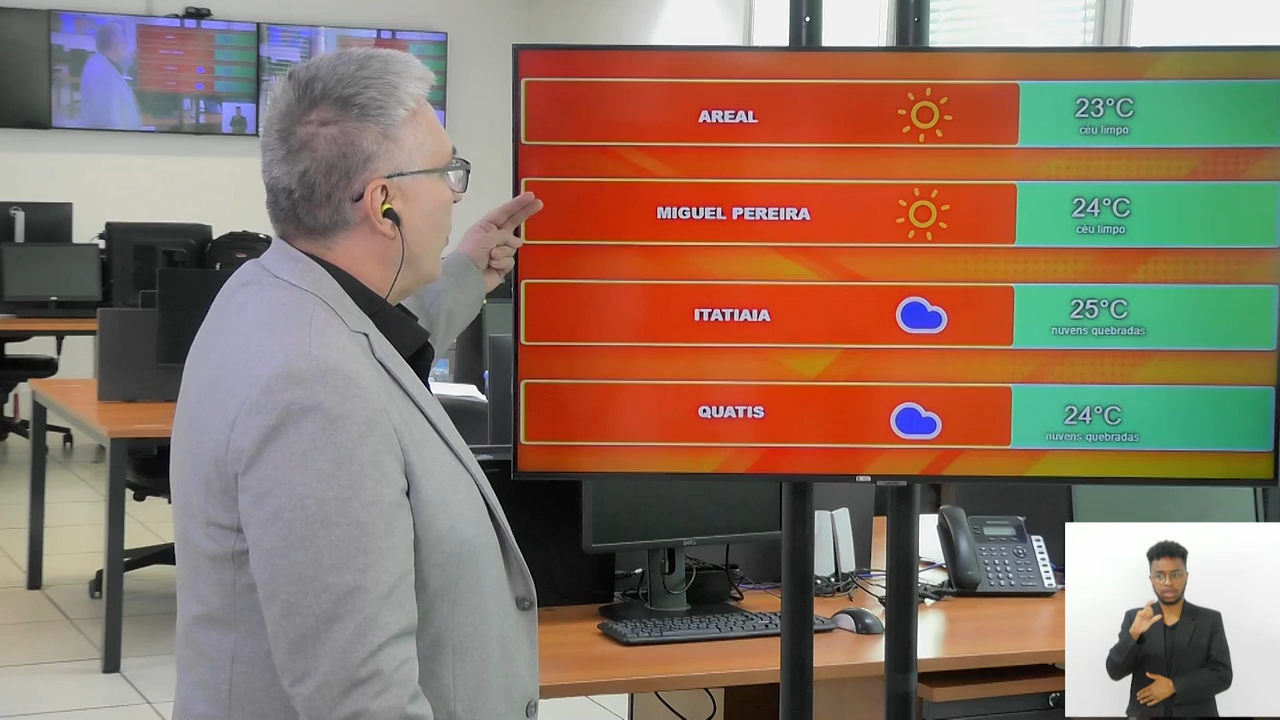 AREAL
23°C
céu limpo
MIGUEL PEREIRA
24°C
céu limpo
ITATIAIA
25°C
nuvens quebradas
QUATIS
24°C
nuvens quebradas